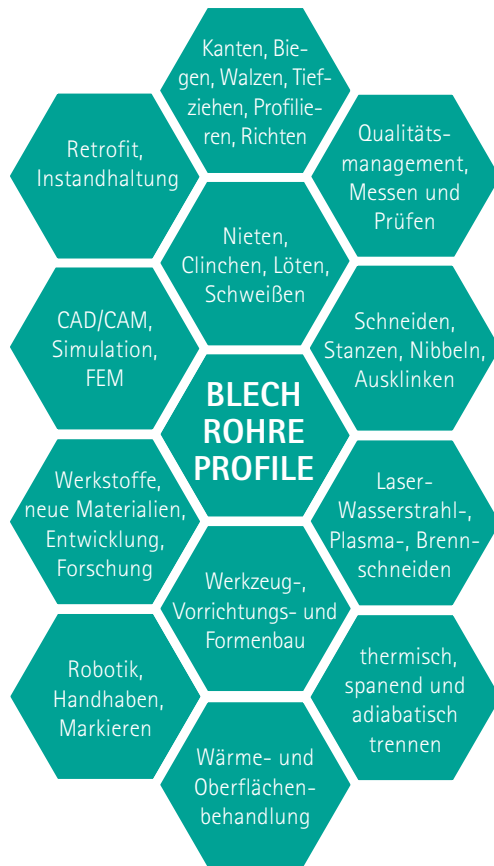 Kanten, Bie-
gen, Walzen, Tief-
ziehen, Profilie-
ren, Richten
Retrofit,
Instandhaltung
Qualitäts-
management,
Messen und
Prüfen
Nieten,
Clinchen, Löten,
Schweißen
CAD/CAM,
Simulation,
FEM
Schneiden,
Stanzen, Nibbeln,
Ausklinken
BLECH
ROHRE
PROFILE
Werkstoffe,
neue Materialien,
Entwicklung,
Forschung
Laser-
Wasserstrahl-,
Plasma-, Brenn-
schneiden
Werkzeug-,
Vorrichtungs- und
Formenbau
Robotik,
Handhaben,
Markieren
thermisch,
spanend und
adiabatisch
trennen
Wärme- und
Oberflächen-
behandlung